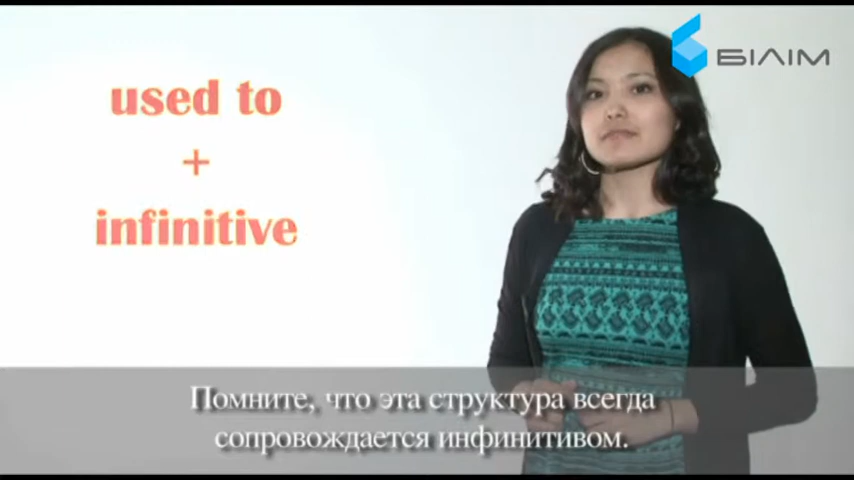 БІЛІМ
used to
+
infinitive
Помните, что эта структура всегда
сопровождается инфинитивом.